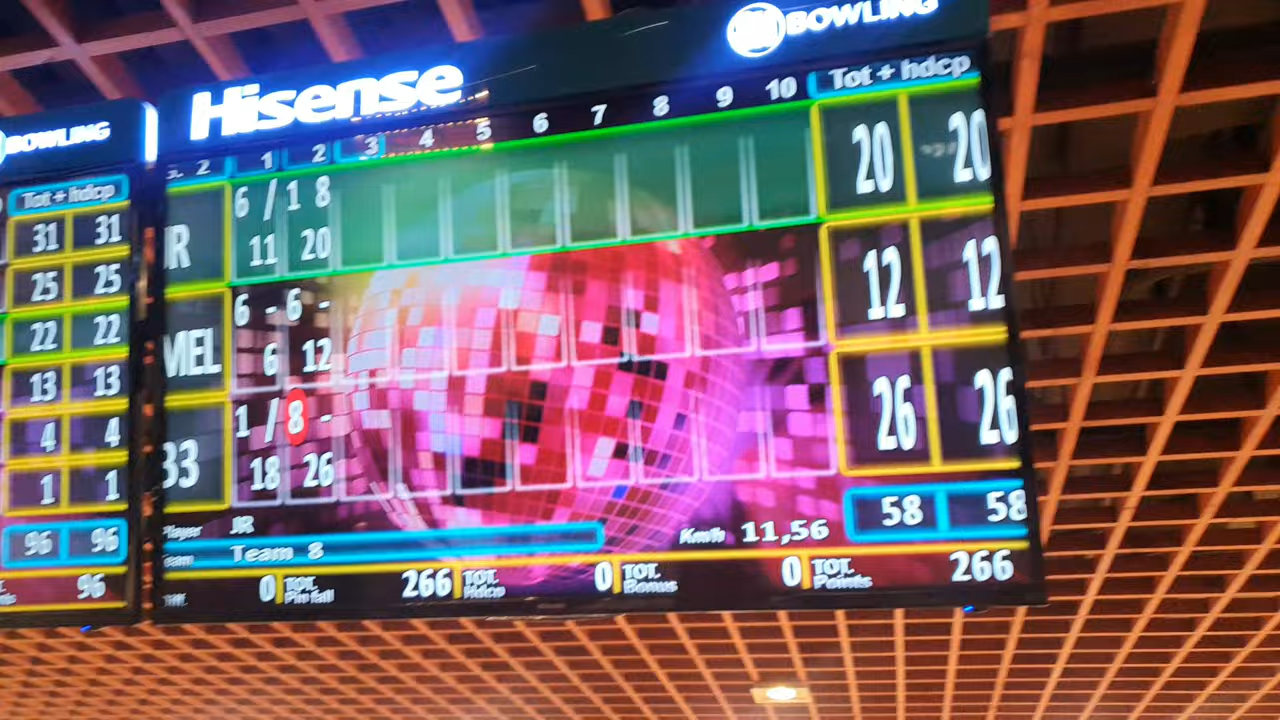 BOWLING
Tot + hdcp
31 31
25 25
22 22
13 13
4 4
1 1
96 96
96
Hisense
BOWLING
2 1 2 3 4 5 6 7 8 9 10 Tot + hdcp
6 / 1 8
R 11 20 20 20
6 - 6 -
MEL 6 12 12 12
1 / 8 -
33 18 26 26 26
Player JR Kmh 11,56 58 58
Team 8
0 TOT. Pinfall 266 TOT. Hdcp 0 TOT. Bonus 0 TOT. Points 266